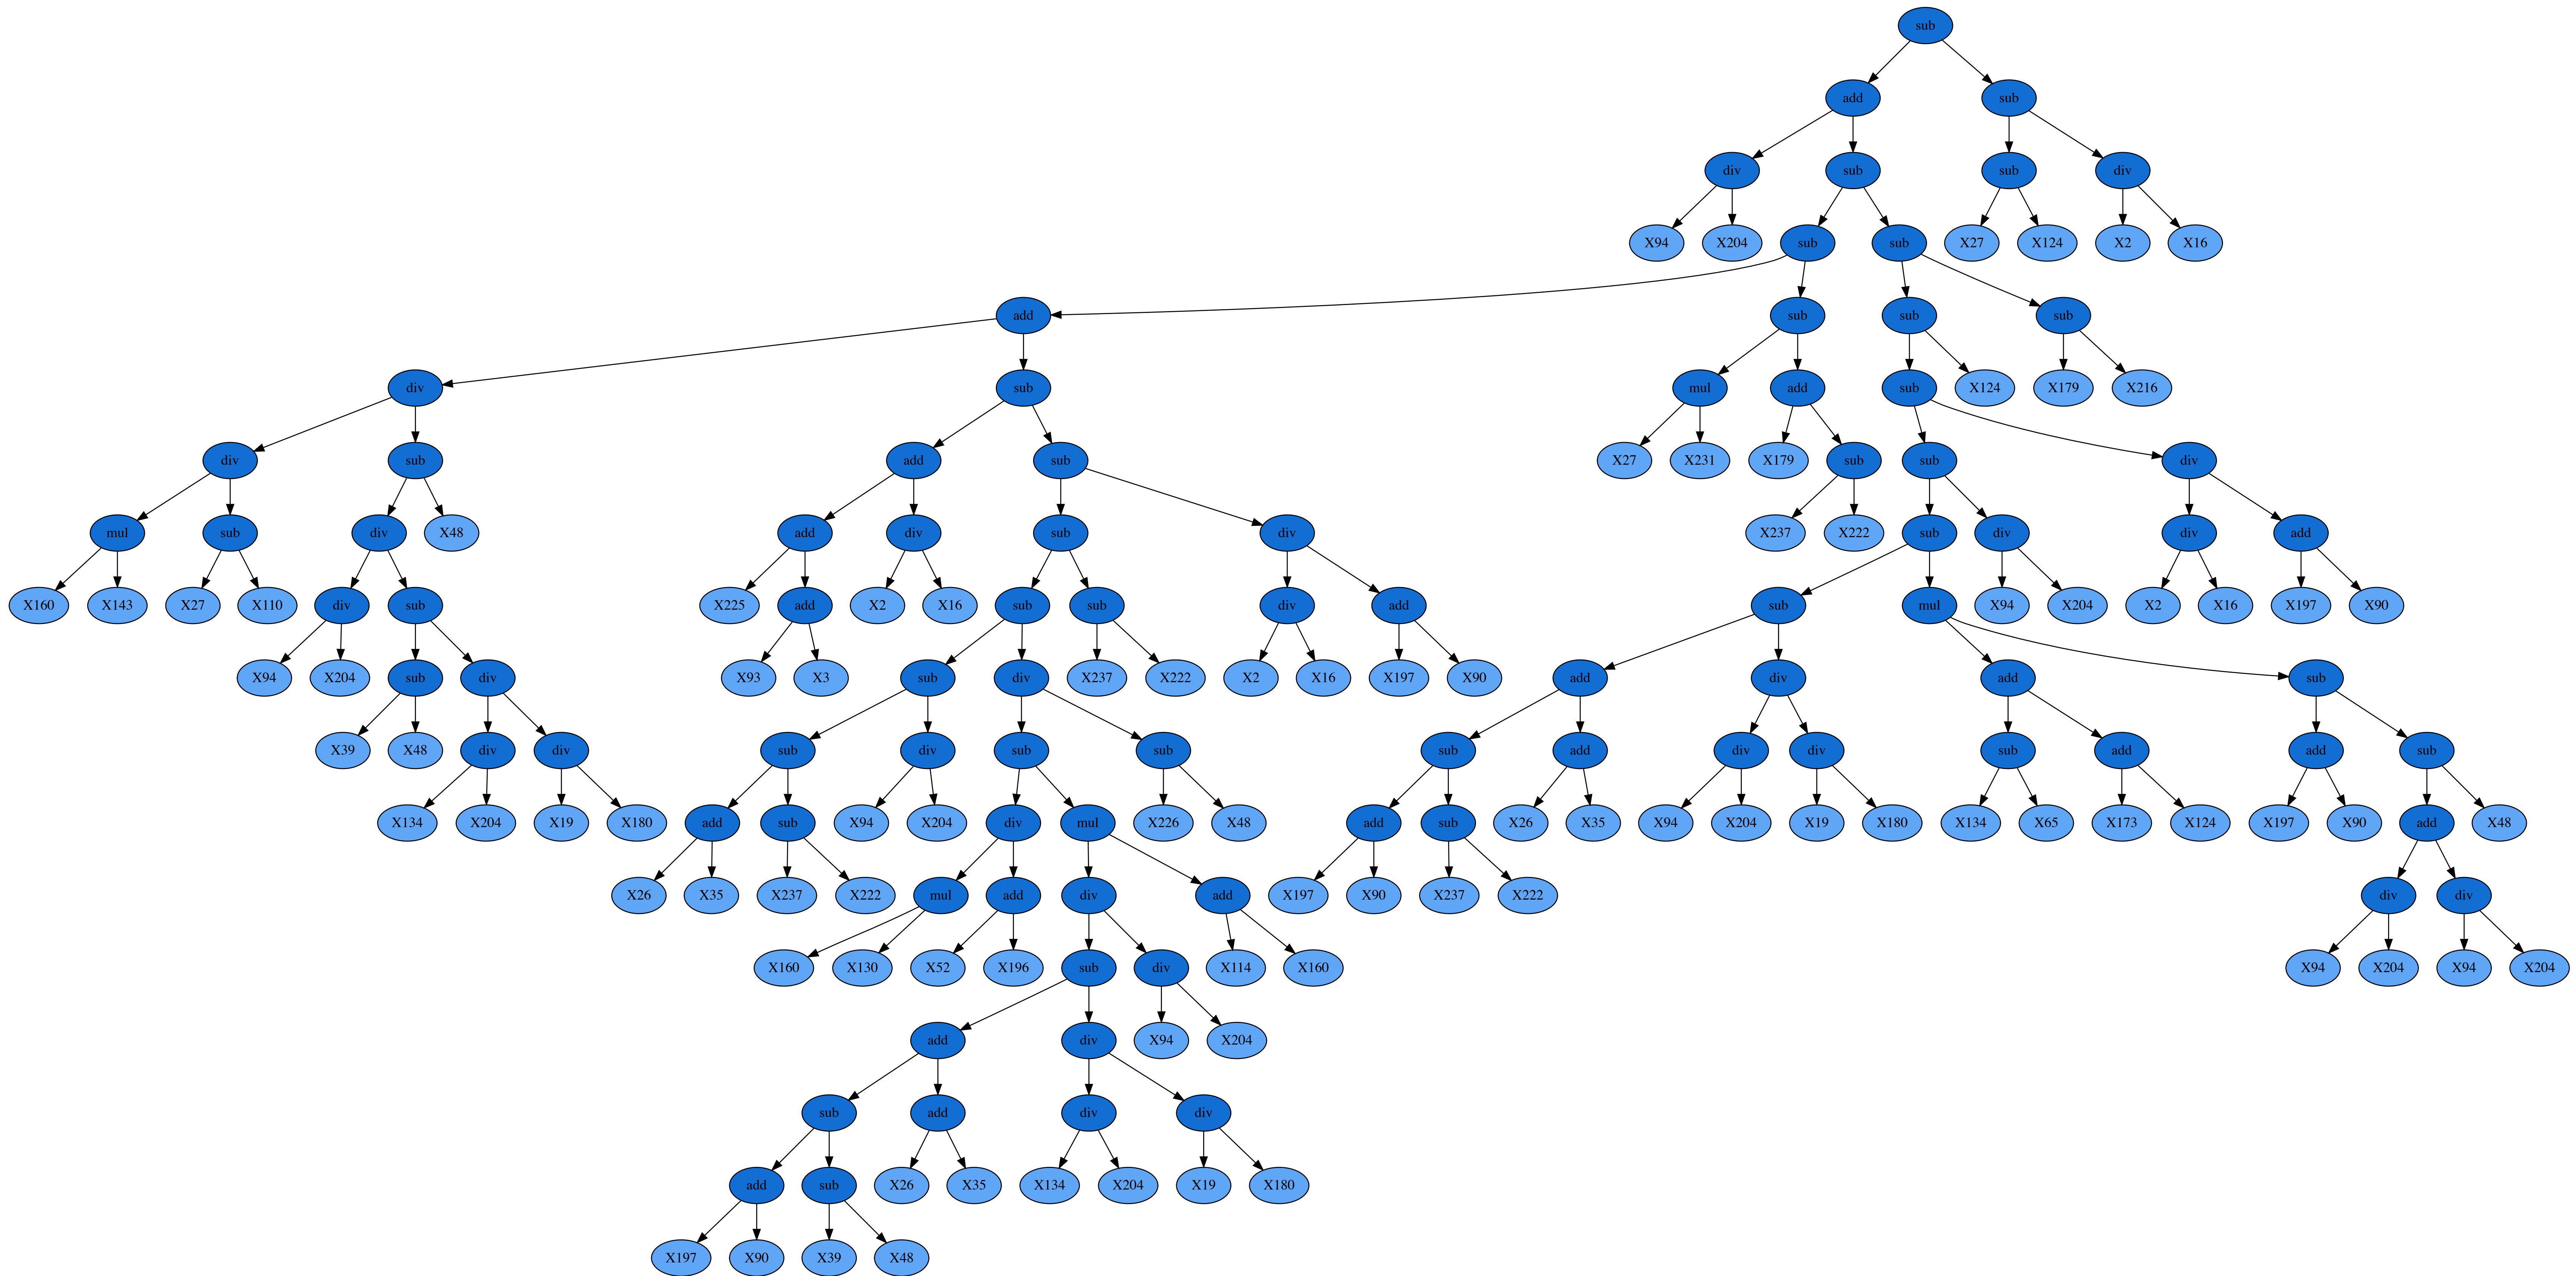 sub
add sub
div sub sub div
X94 X204 sub sub X27 X124 X2 X16
add sub sub sub
div sub mul add sub X124 X179 X216
div sub add sub X27 X231 X179 sub sub div
mul sub div X48 add div sub div X237 X222 sub div div add
X160 X143 X27 X110 div sub X225 add X2 X16 sub sub div add sub mul X94 X204 X2 X16 X197 X90
X94 X204 sub div X93 X3 sub div X237 X222 X2 X16 X197 X90 add div add sub
X39 X48 div div sub div sub sub sub add div div sub add add sub
X134 X204 X19 X180 add sub X94 X204 div mul X226 X48 add sub X26 X35 X94 X204 X19 X180 X134 X65 X173 X124 X197 X90 add X48
X26 X35 X237 X222 mul add div add X197 X90 X237 X222 div div
X160 X130 X52 X196 sub div X114 X160 X94 X204 X94 X204
add div X94 X204
sub add div div
add sub X26 X35 X134 X204 X19 X180
X197 X90 X39 X48